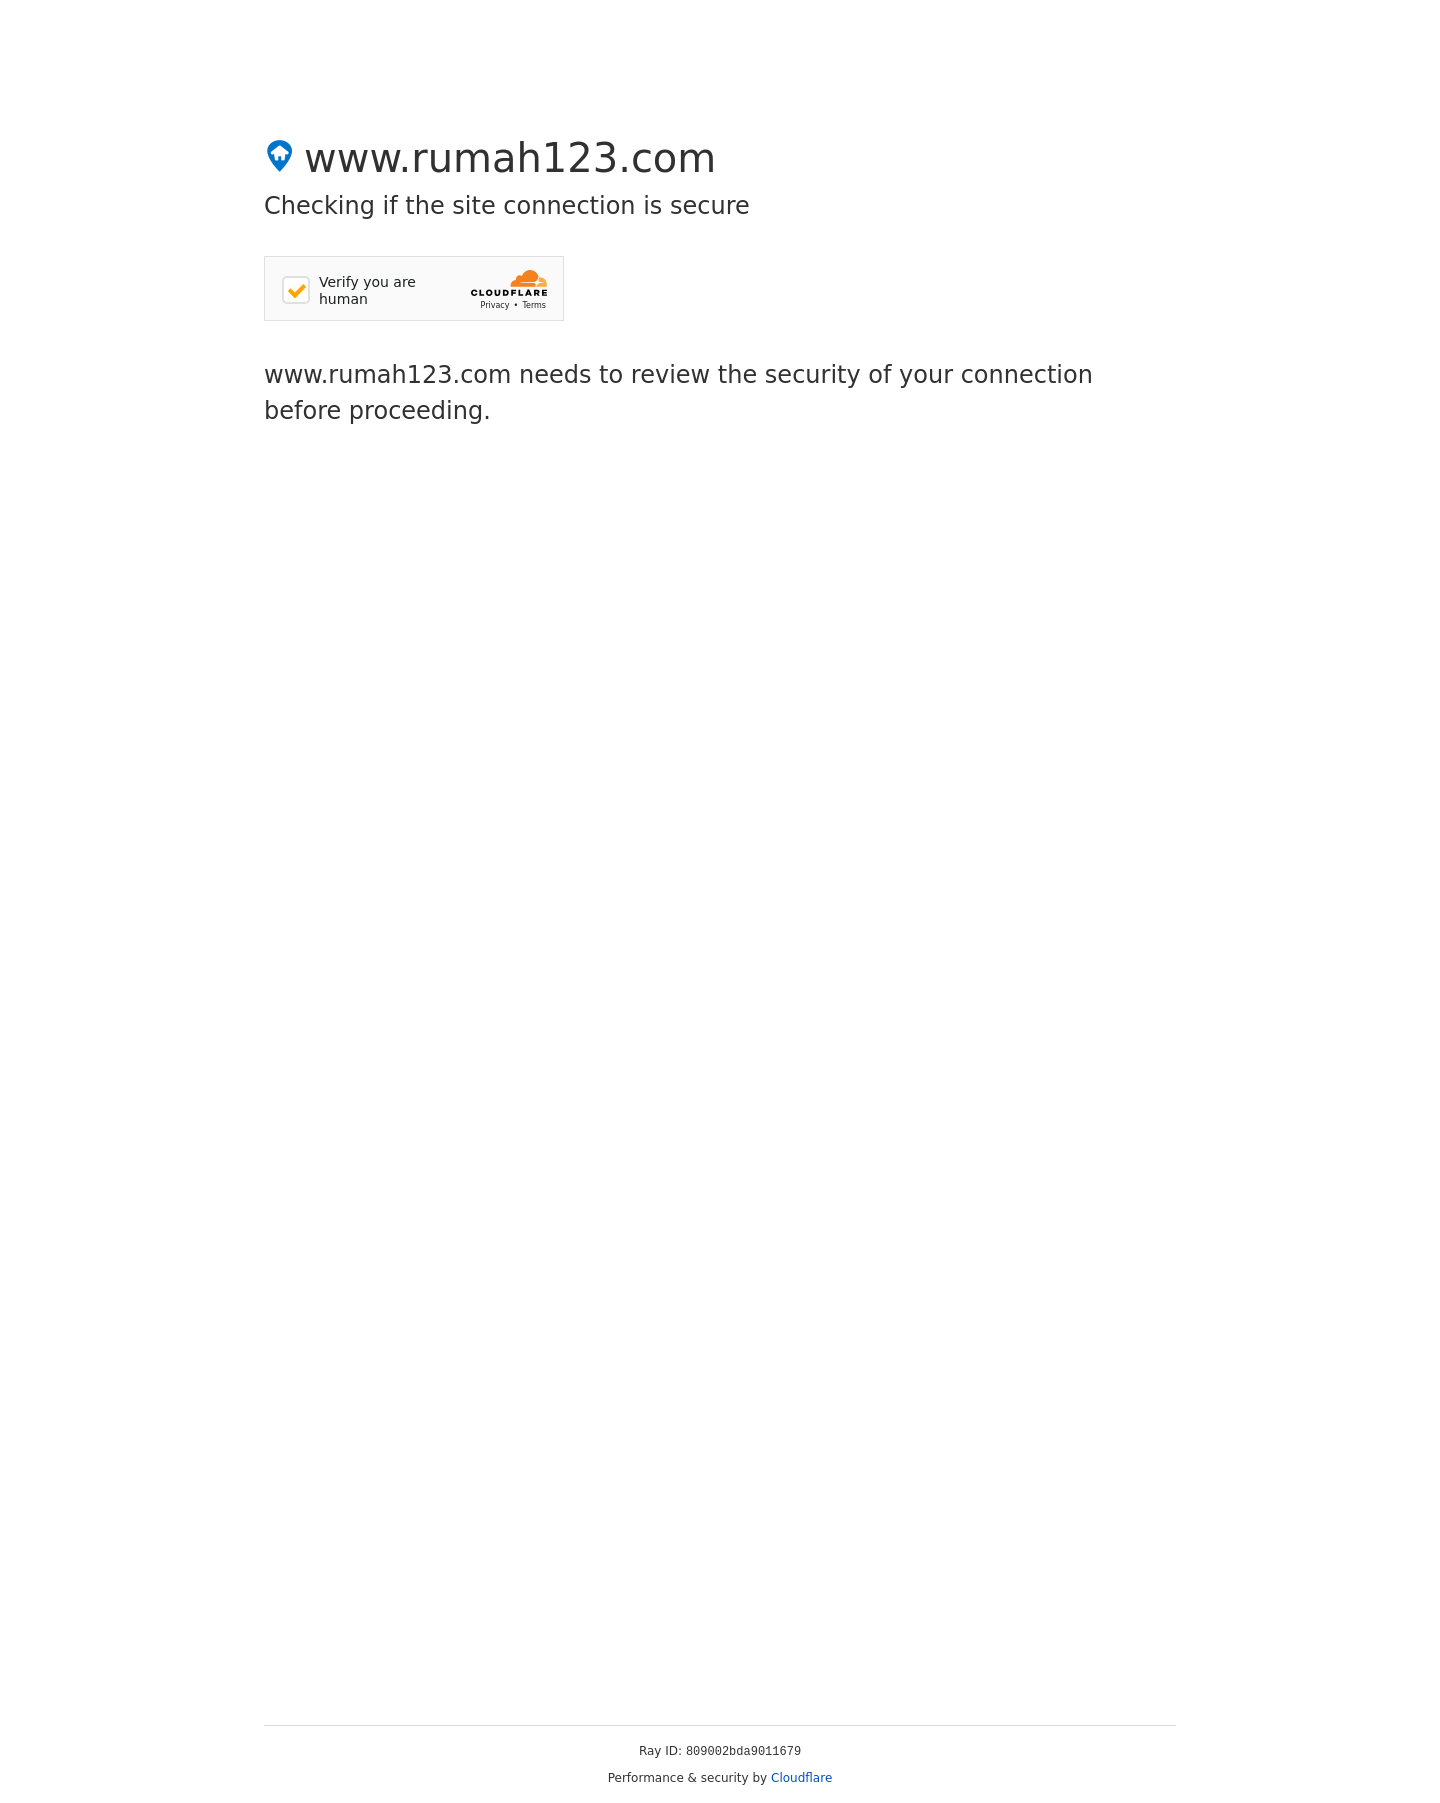 www.rumah123.com
Checking if the site connection is secure
Verify you are
human
CLOUDFLARE
Privacy • Terms
www.rumah123.com needs to review the security of your connection
before proceeding.
Ray ID: 809002bda9011679
Performance & security by Cloudflare